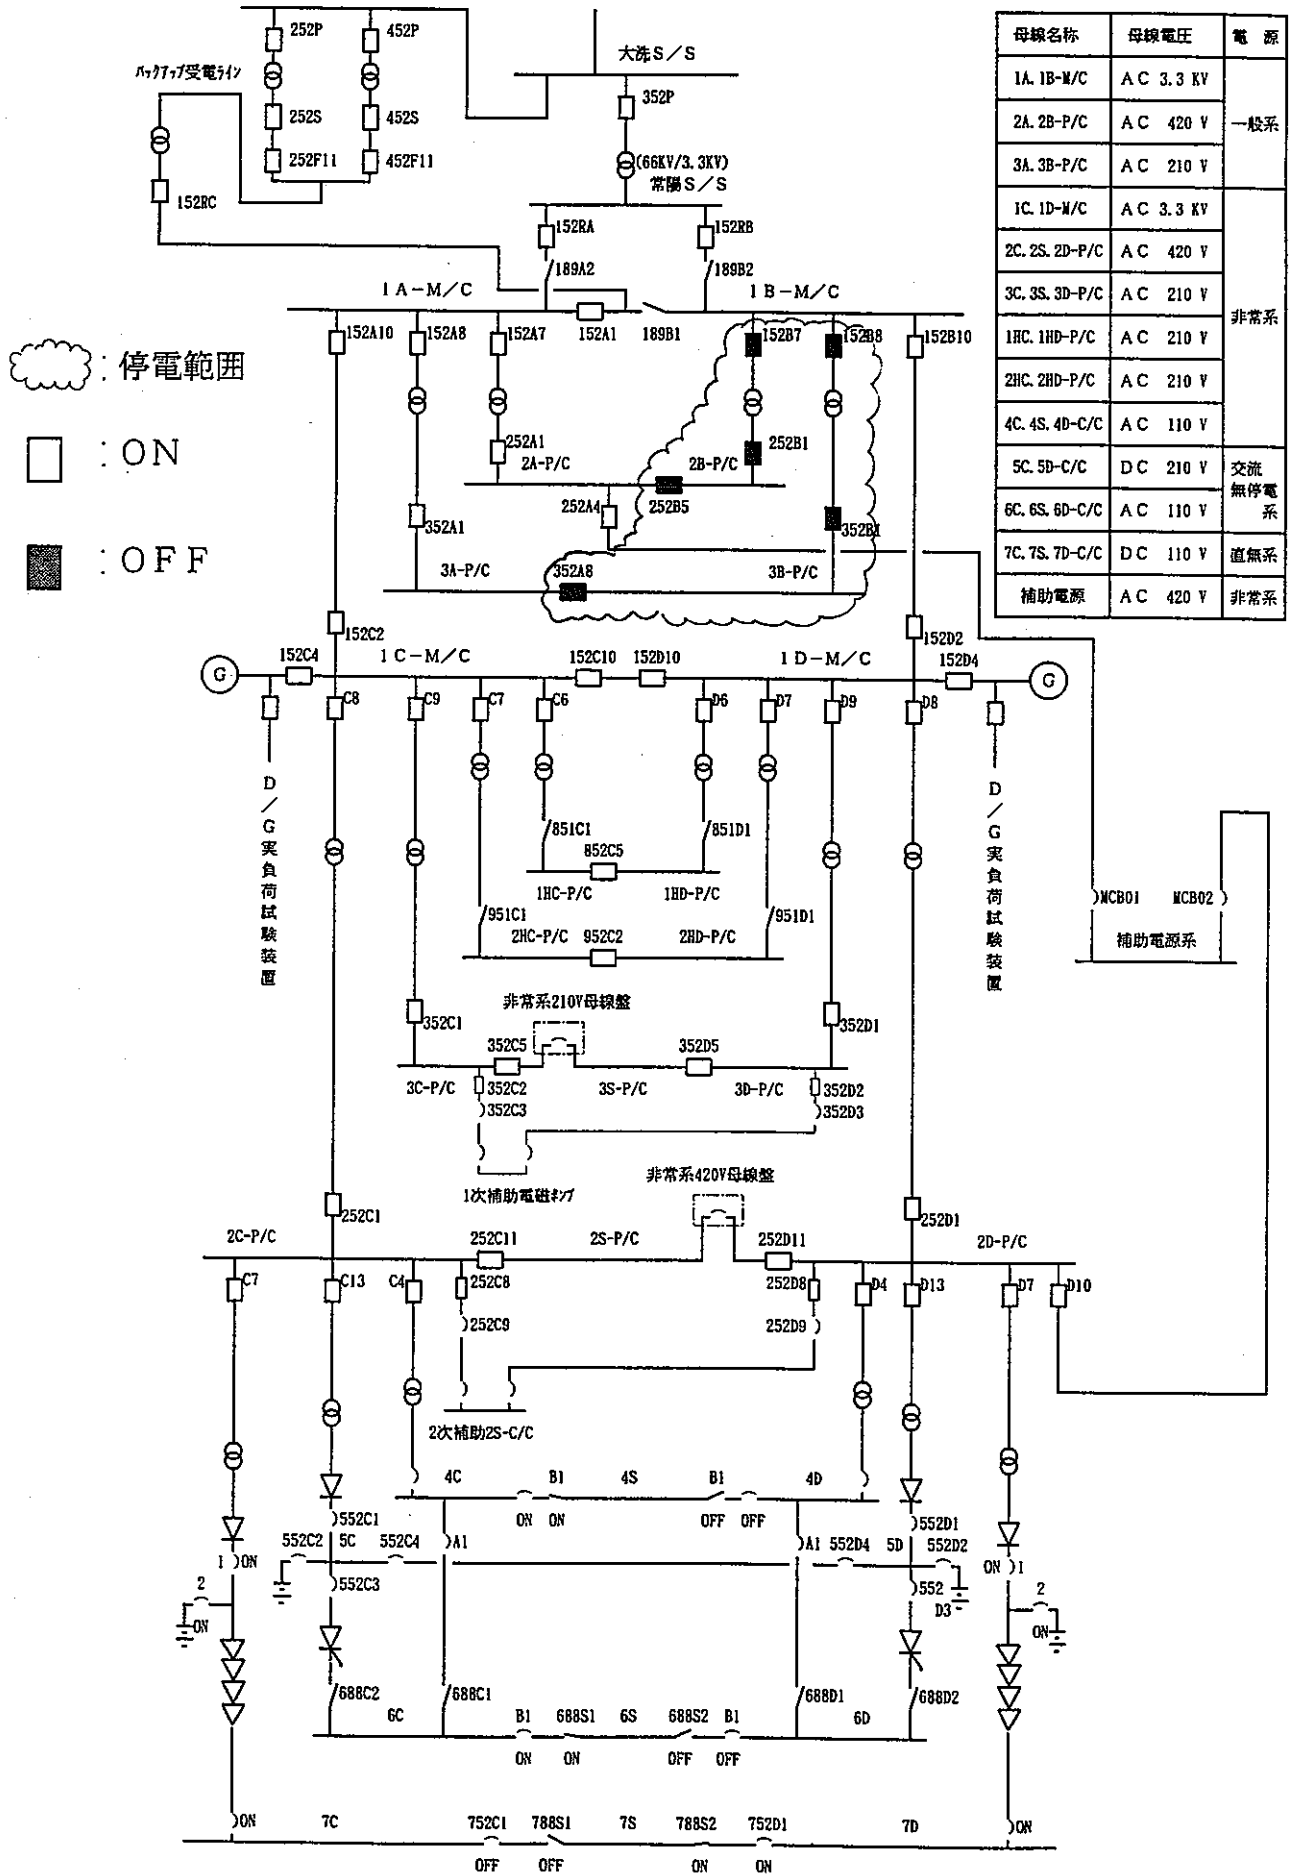 252P
452P
バックアップ受電ライン
大洗S/S
352P
252S
452S
252F11
452F11
(66KV/3.3KV)
常陽S/S
152RC
152RA
152RB
189A2
189B2
1A-M/C
1B-M/C
152A10
152A8
152A7
152A1
189B1
152B7
152B8
152B10
:停電範囲
:ON
:OFF
252A1
2A-P/C
2B-P/C
252B1
252A4
252B5
352A1
352B1
3A-P/C
352A8
3B-P/C
母線名称 母線電圧 電 源
1A. 1B-M/C AC 3.3 KV 一般系
2A. 2B-P/C AC 420 V
3A. 3B-P/C AC 210 V
1C. 1D-M/C AC 3.3 KV 非常系
2C. 2S. 2D-P/C AC 420 V
3C. 3S. 3D-P/C AC 210 V
1HC. 1HD-P/C AC 210 V
2HC. 2HD-P/C AC 210 V
4C. 4S. 4D-C/C AC 110 V
5C. 5D-C/C DC 210 V 交流無停電系
6C. 6S. 6D-C/C AC 110 V
7C. 7S. 7D-C/C DC 110 V 直無系
補助電源 AC 420 V 非常系
152C2
152D2
152C4
1C-M/C
152C10
152D10
1D-M/C
152D4
G
G
C8
C9
C7
C6
D6
D7
D9
D8
D/G実負荷試験装置
D/G実負荷試験装置
851C1
851D1
852C5
1HC-P/C
1HD-P/C
951C1
951D1
2HC-P/C
952C2
2HD-P/C
MCB01
MCB02
補助電源系
非常系210V母線盤
352C1
352D1
352C5
352D5
3C-P/C
352C2
3S-P/C
3D-P/C
352D2
352C3
352D3
1次補助電磁ポンプ
非常系420V母線盤
252C1
252D1
2C-P/C
252C11
2S-P/C
252D11
2D-P/C
C7
C13
C4
252C8
252D8
D4
D13
D7
D10
252C9
252D9
2次補助2S-C/C
4C
B1
4S
B1
4D
ON
ON
OFF
OFF
552C1
552D1
552C2
5C
552C4
A1
A1
552D4
5D
552D2
1
ON
ON
1
552C3
552
D3
2
ON
2
ON
688C2
688C1
688D1
688D2
6C
B1
688S1
6S
688S2
B1
6D
ON
ON
OFF
OFF
ON
7C
752C1
788S1
7S
788S2
752D1
7D
ON
OFF
OFF
ON
ON